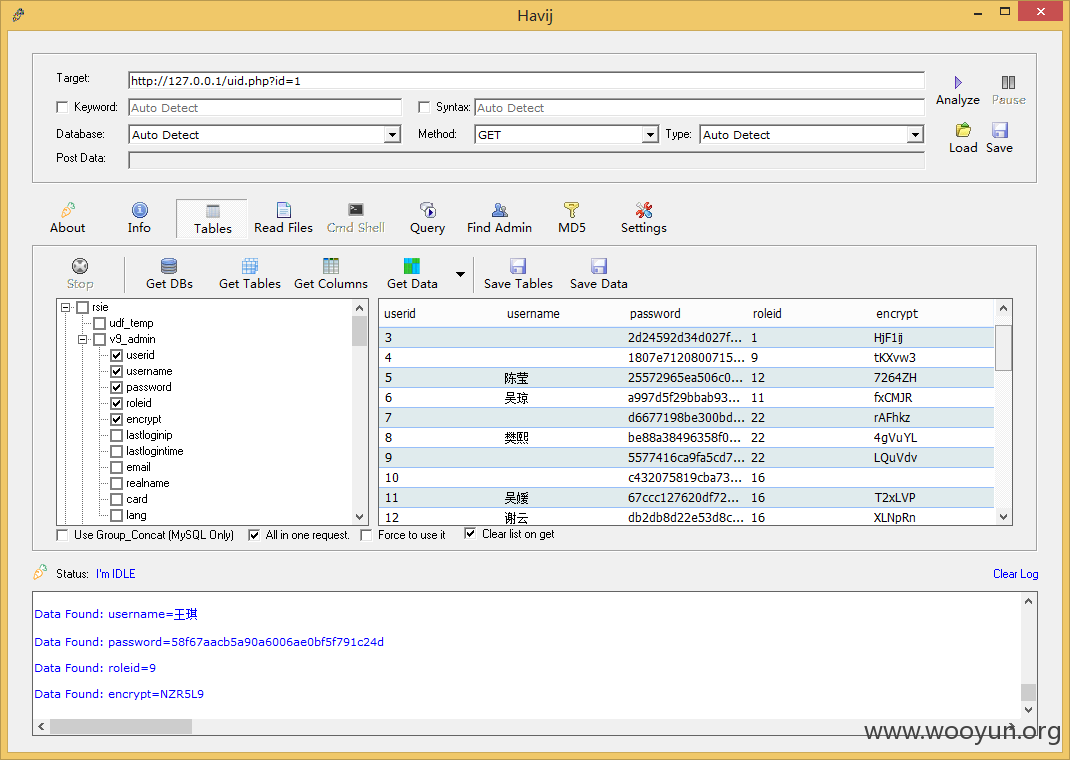 Havij
Target: http://127.0.0.1/uid.php?id=1
Keyword: Auto Detect Syntax: Auto Detect
Analyze Pause
Database: Auto Detect Method: GET Type: Auto Detect
Post Data:
Load Save
About Info Tables Read Files Cmd Shell Query Find Admin MD5 Settings
Stop Get DBs Get Tables Get Columns Get Data Save Tables Save Data
rsie
udf_temp
v9_admin
userid
username
password
roleid
encrypt
lastloginip
lastlogintime
email
realname
card
lang
userid username password roleid encrypt
3 2d24592d34d027f... 1 HjF1ij
4 1807e7120800715... 9 tKXvw3
5 陈莹 25572965ea506c0... 12 7264ZH
6 吴琼 a997d5f29bbab93... 11 fxCMJR
7 d6677198be300bd... 22 rAFhkz
8 樊熙 be88a38496358f0... 22 4gVuYL
9 5577416ca9fa5cd7... 22 LQuVdv
10 c432075819cba73... 16
11 吴媛 67ccc127620df72... 16 T2xLVP
12 谢云 db2db8d22e53d8c... 16 XLNpRn
Use Group_Concat (MySQL Only) All in one request. Force to use it Clear list on get
Status: I'm IDLE Clear Log
Data Found: username=王琪
Data Found: password=58f67aacb5a90a6006ae0bf5f791c24d
Data Found: roleid=9
Data Found: encrypt=NZR5L9
www.wooyun.org